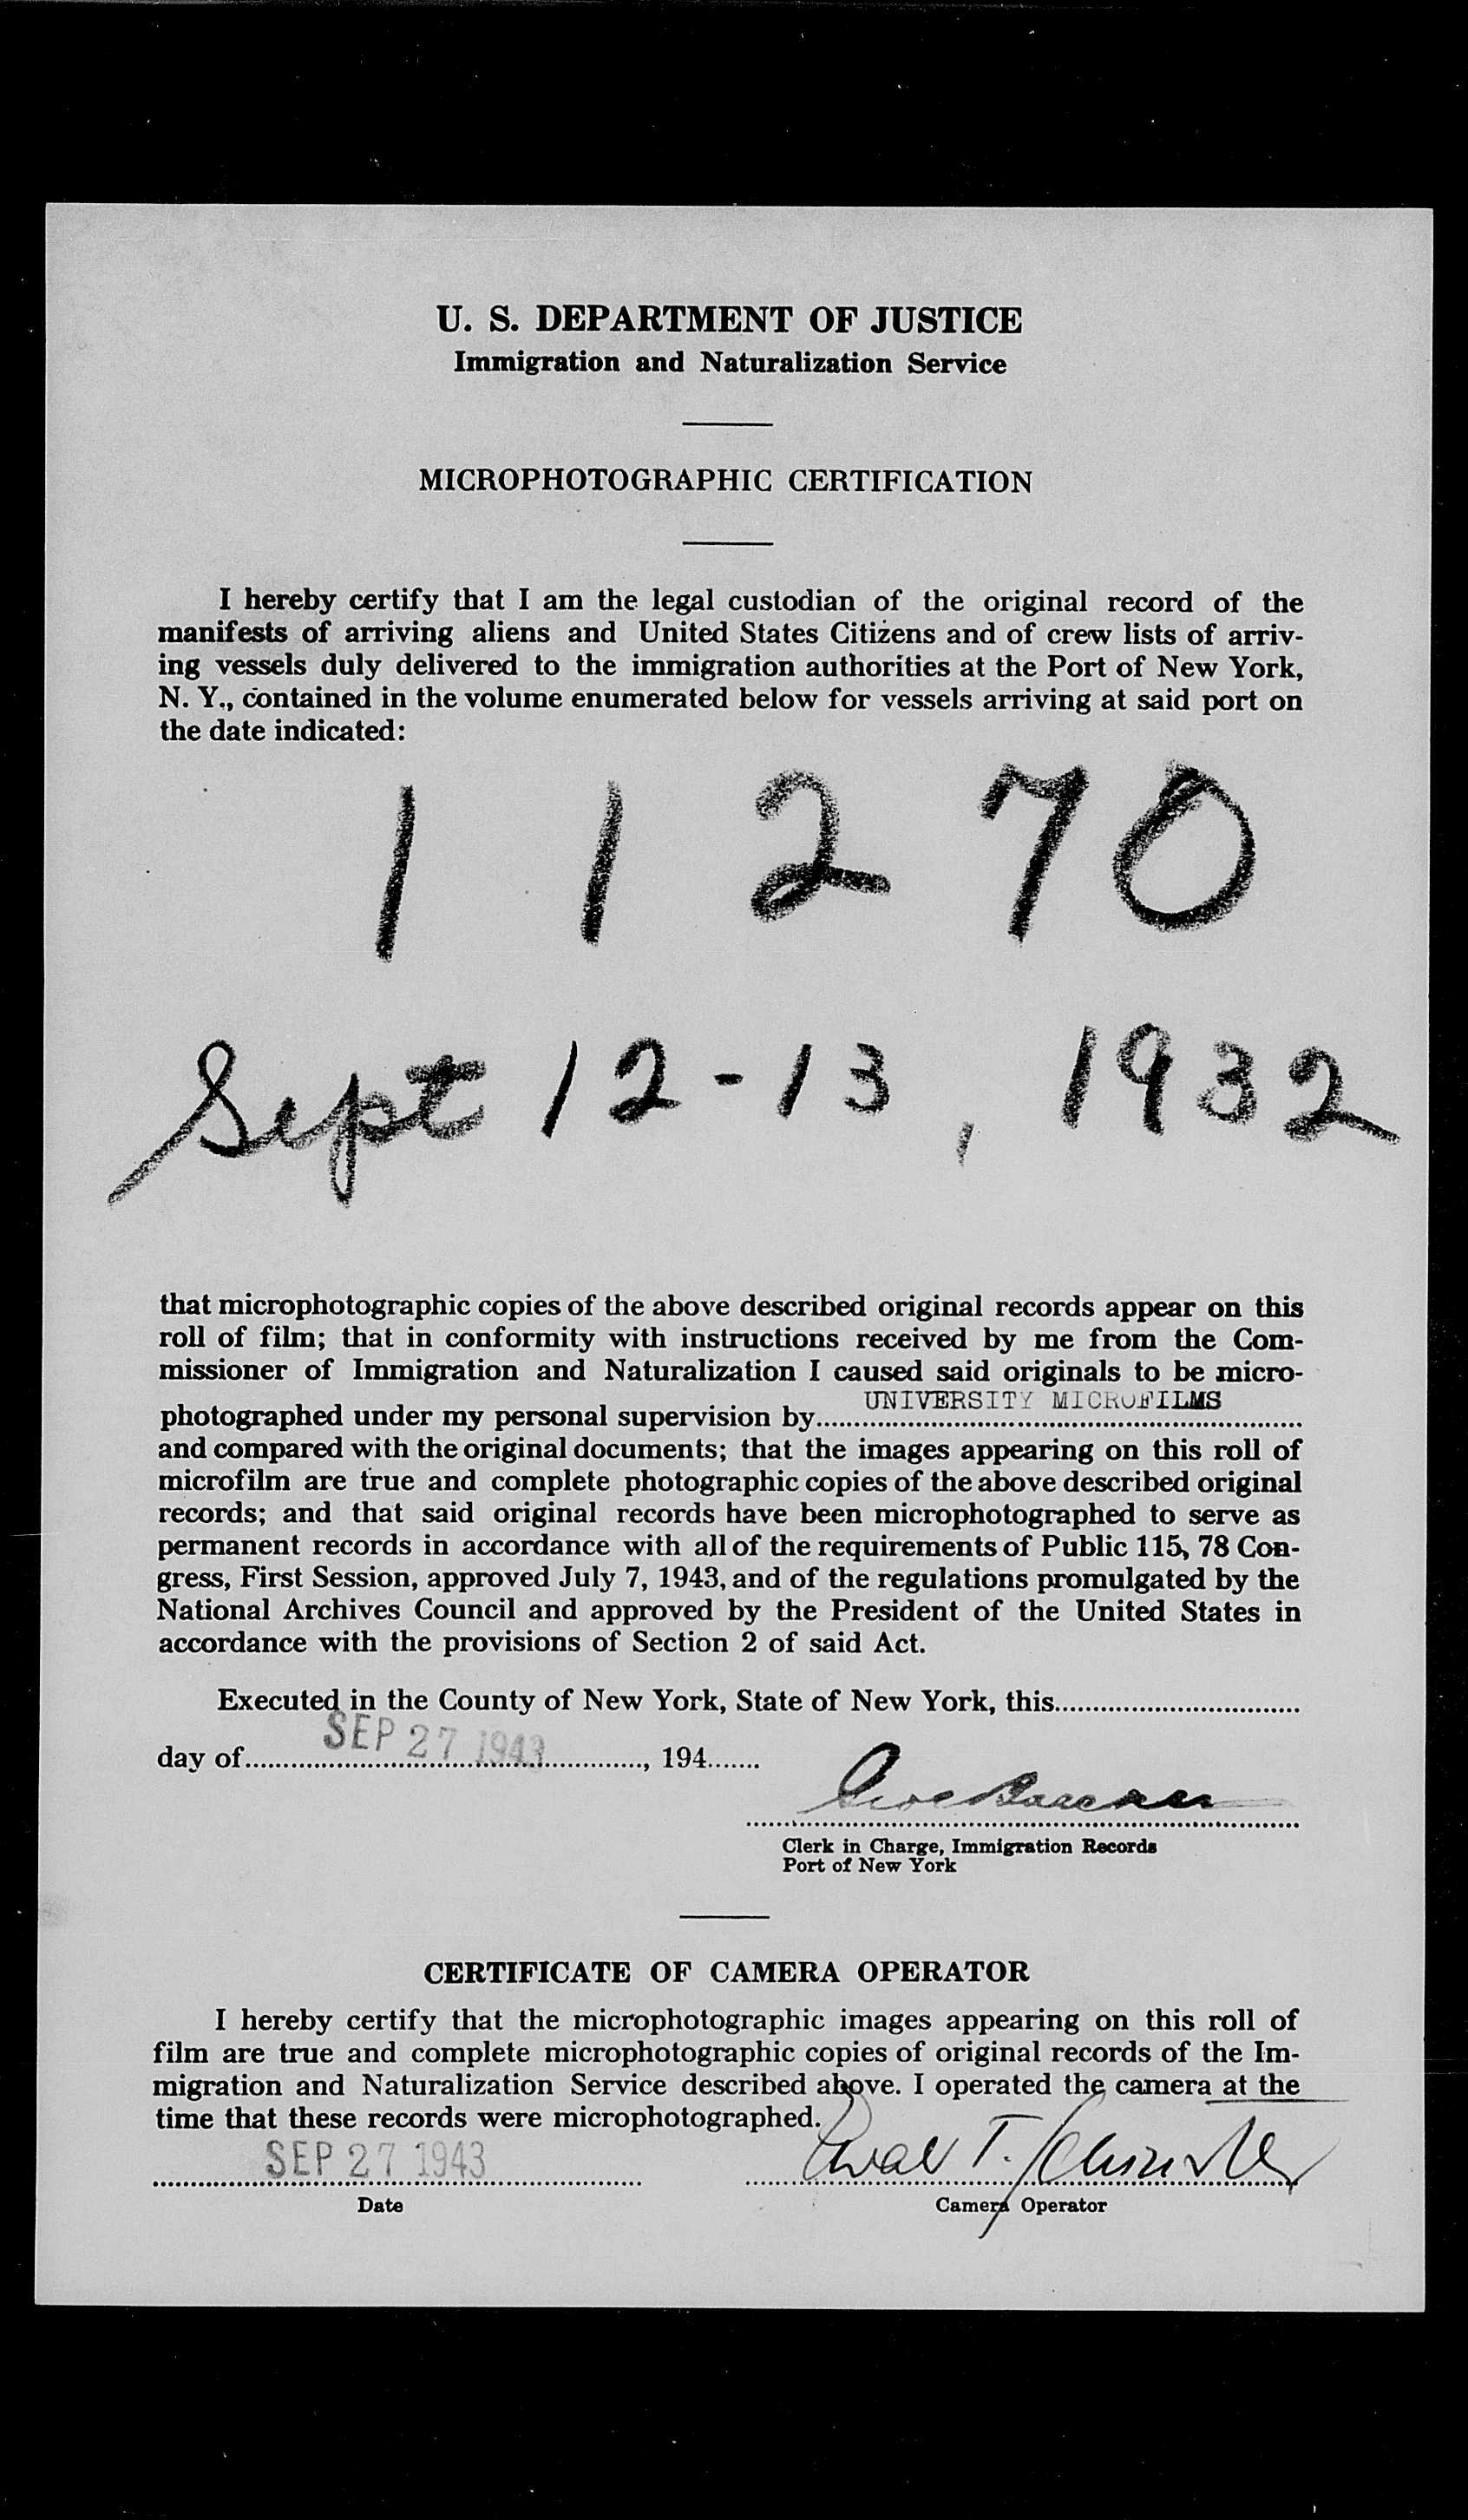 U. S. DEPARTMENT OF JUSTICE
Immigration and Naturalization Service
MICROPHOTOGRAPHIC CERTIFICATION
I hereby certify that I am the legal custodian of the original record of the
manifests of arriving aliens and United States Citizens and of crew lists of arriv-
ing vessels duly delivered to the immigration authorities at the Port of New York,
N. Y., contained in the volume enumerated below for vessels arriving at said port on
the date indicated:
1 1 2 7 0
Sept 12-13, 1932
that microphotographic copies of the above described original records appear on this
roll of film; that in conformity with instructions received by me from the Com-
missioner of Immigration and Naturalization I caused said originals to be micro-
photographed under my personal supervision by UNIVERSITY MICROFILMS
and compared with the original documents; that the images appearing on this roll of
microfilm are true and complete photographic copies of the above described original
records; and that said original records have been microphotographed to serve as
permanent records in accordance with all of the requirements of Public 115, 78 Con-
gress, First Session, approved July 7, 1943, and of the regulations promulgated by the
National Archives Council and approved by the President of the United States in
accordance with the provisions of Section 2 of said Act.
Executed in the County of New York, State of New York, this
day of SEP 27 1943, 194
Clerk in Charge, Immigration Records
Port of New York
CERTIFICATE OF CAMERA OPERATOR
I hereby certify that the microphotographic images appearing on this roll of
film are true and complete microphotographic copies of original records of the Im-
migration and Naturalization Service described above. I operated the camera at the
time that these records were microphotographed.
SEP 27 1943
Date
Camera Operator